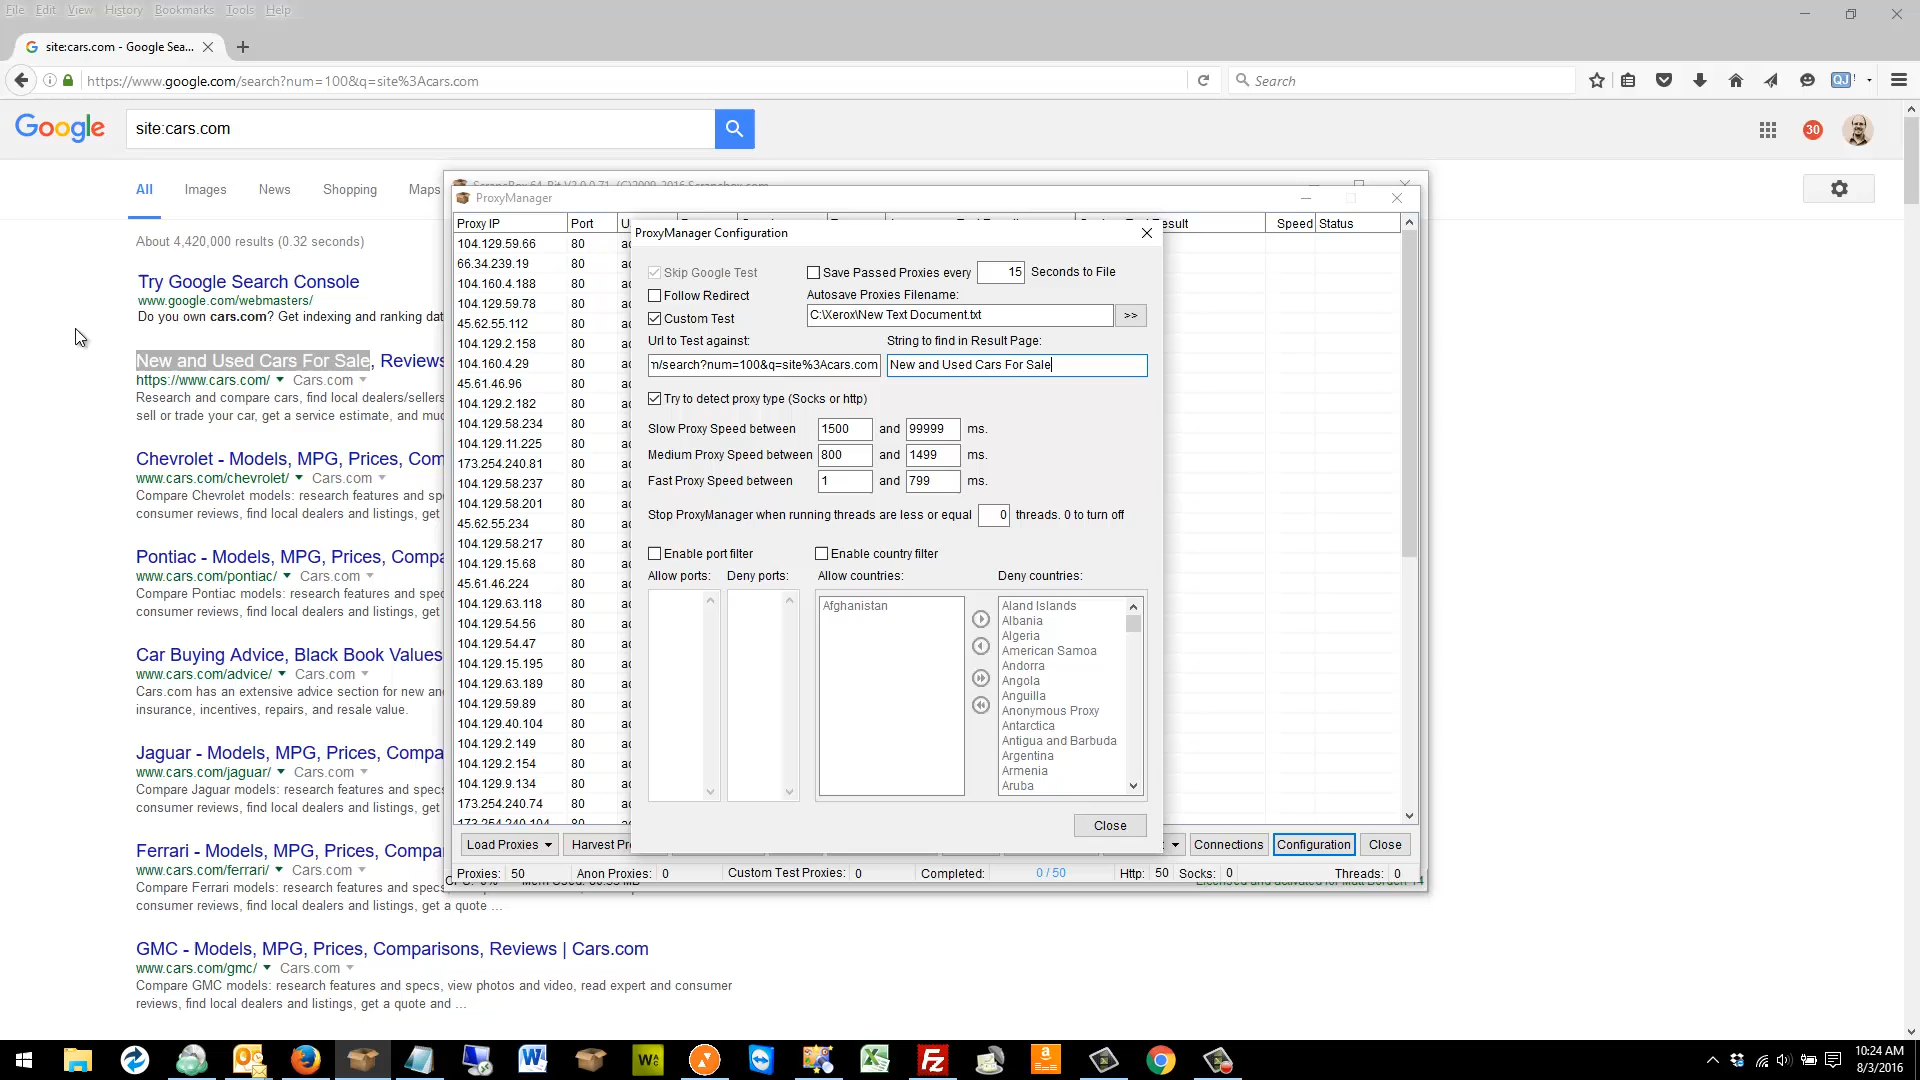 File Edit View History Bookmarks Tools Help
site:cars.com - Google Sea...
https://www.google.com/search?num=100&q=site%3Acars.com
Search
Google
site:cars.com
30
All Images News Shopping Maps
About 4,420,000 results (0.32 seconds)
Try Google Search Console
www.google.com/webmasters/
Do you own cars.com? Get indexing and ranking dat
New and Used Cars For Sale, Reviews
https://www.cars.com/ Cars.com
Research and compare cars, find local dealers/sellers
sell or trade your car, get a service estimate, and muc
Chevrolet - Models, MPG, Prices, Com
www.cars.com/chevrolet/ Cars.com
Compare Chevrolet models: research features and sp
consumer reviews, find local dealers and listings, get
Pontiac - Models, MPG, Prices, Compa
www.cars.com/pontiac/ Cars.com
Compare Pontiac models: research features and specs
consumer reviews, find local dealers and listings, get
Car Buying Advice, Black Book Values
www.cars.com/advice/ Cars.com
Cars.com has an extensive advice section for new and
insurance, incentives, repairs, and resale value.
Jaguar - Models, MPG, Prices, Compa
www.cars.com/jaguar/ Cars.com
Compare Jaguar models: research features and specs
consumer reviews, find local dealers and listings, get
Ferrari - Models, MPG, Prices, Compa
www.cars.com/ferrari/ Cars.com
Compare Ferrari models: research features and specs,
consumer reviews, find local dealers and listings, get a quote ...
GMC - Models, MPG, Prices, Comparisons, Reviews | Cars.com
www.cars.com/gmc/ Cars.com
Compare GMC models: research features and specs, view photos and video, read expert and consumer
reviews, find local dealers and listings, get a quote and ...
ProxyManager
Proxy IP Port Speed Status
104.129.59.66 80
66.34.239.19 80
104.160.4.188 80
104.129.59.78 80
45.62.55.112 80
104.129.2.158 80
104.160.4.29 80
45.61.46.96 80
104.129.2.182 80
104.129.58.234 80
104.129.11.225 80
173.254.240.81 80
104.129.58.237 80
104.129.58.201 80
45.62.55.234 80
104.129.58.217 80
104.129.15.68 80
45.61.46.224 80
104.129.63.118 80
104.129.54.56 80
104.129.54.47 80
104.129.15.195 80
104.129.63.189 80
104.129.59.89 80
104.129.40.104 80
104.129.2.149 80
104.129.2.154 80
104.129.9.134 80
173.254.240.74 80
173.254.240.104 80
ProxyManager Configuration
Skip Google Test
Save Passed Proxies every 15 Seconds to File
Follow Redirect
Autosave Proxies Filename:
Custom Test
C:\Xerox\New Text Document.txt >>
Url to Test against: String to find in Result Page:
m/search?num=100&q=site%3Acars.com New and Used Cars For Sale
Try to detect proxy type (Socks or http)
Slow Proxy Speed between 1500 and 99999 ms.
Medium Proxy Speed between 800 and 1499 ms.
Fast Proxy Speed between 1 and 799 ms.
Stop ProxyManager when running threads are less or equal 0 threads. 0 to turn off
Enable port filter Enable country filter
Allow ports: Deny ports: Allow countries: Deny countries:
Afghanistan
Aland Islands
Albania
Algeria
American Samoa
Andorra
Angola
Anguilla
Anonymous Proxy
Antarctica
Antigua and Barbuda
Argentina
Armenia
Aruba
Close
Load Proxies Harvest Pr Connections Configuration Close
Proxies: 50 Anon Proxies: 0 Custom Test Proxies: 0 Completed: 0 / 50 Http: 50 Socks: 0 Threads: 0
10:24 AM
8/3/2016